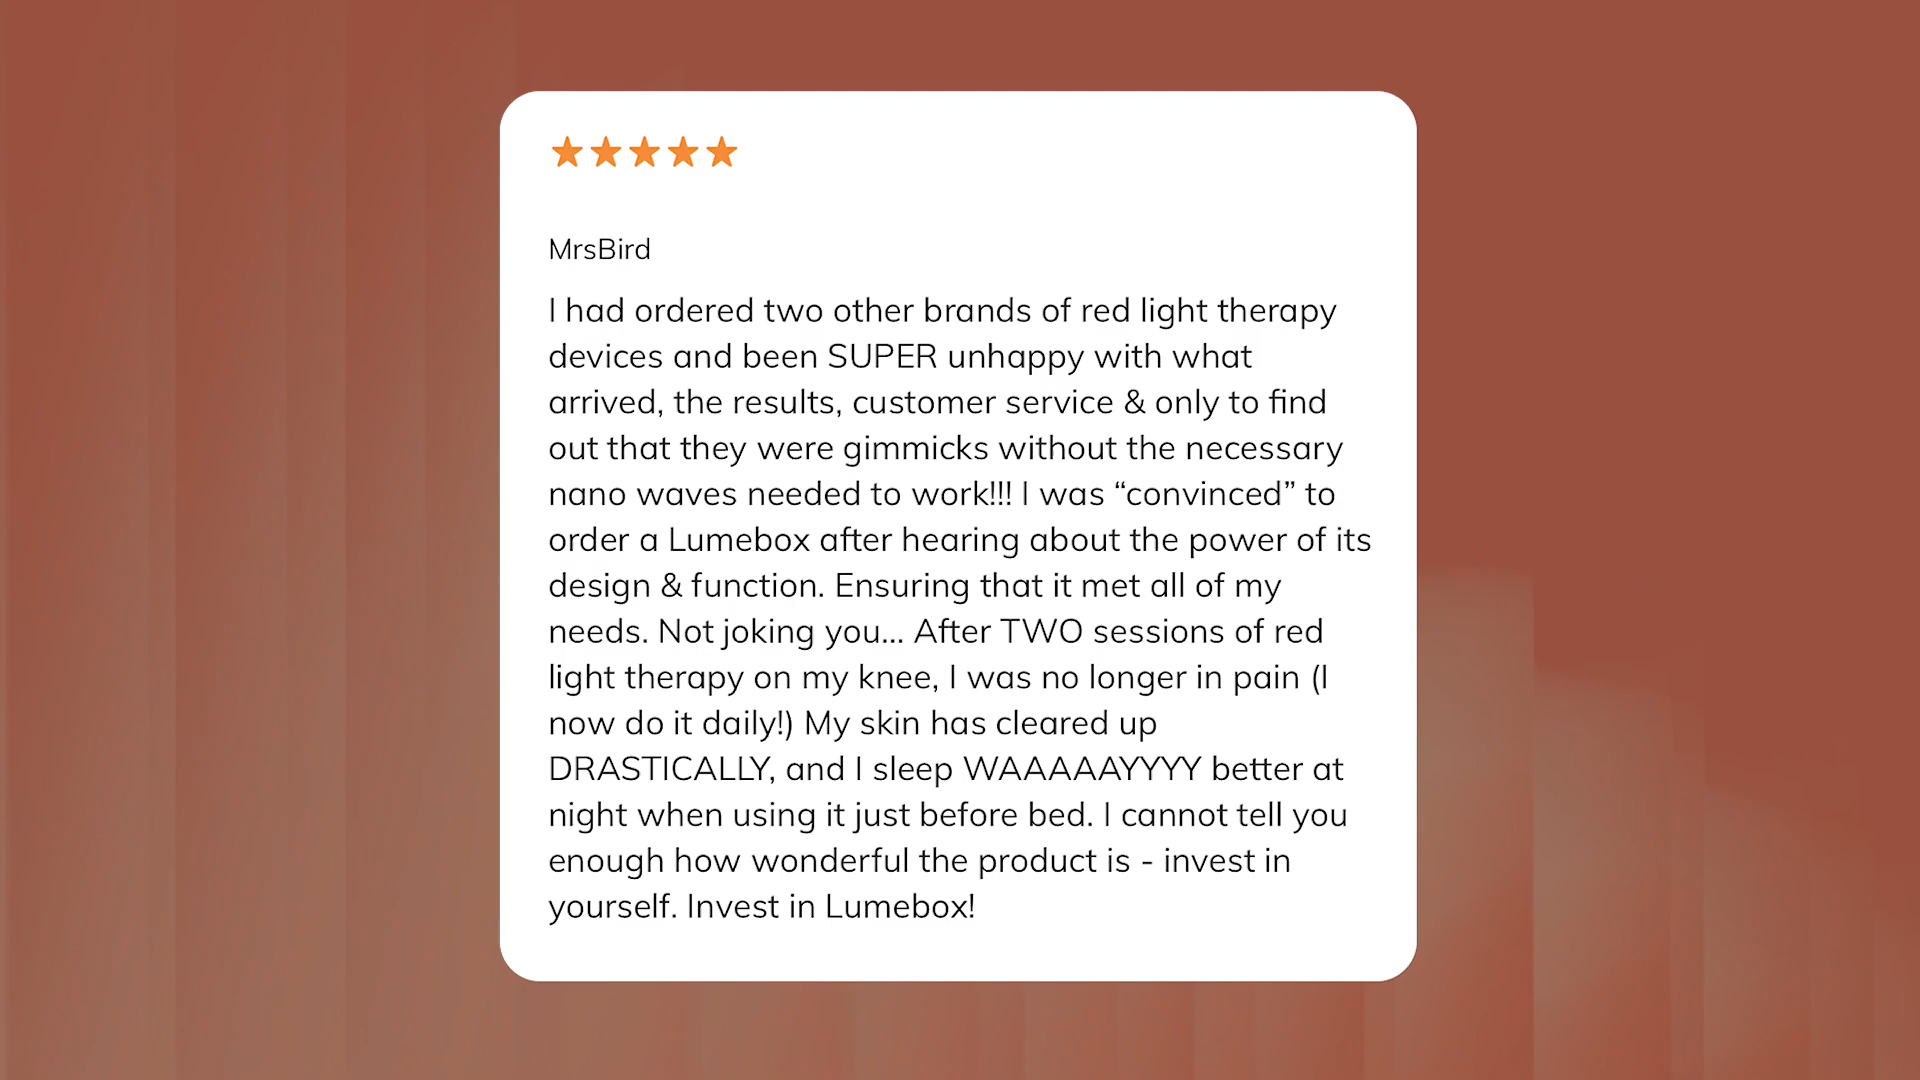 MrsBird
I had ordered two other brands of red light therapy
devices and been SUPER unhappy with what
arrived, the results, customer service & only to find
out that they were gimmicks without the necessary
nano waves needed to work!!! I was “convinced” to
order a Lumebox after hearing about the power of its
design & function. Ensuring that it met all of my
needs. Not joking you... After TWO sessions of red
light therapy on my knee, I was no longer in pain (I
now do it daily!) My skin has cleared up
DRASTICALLY, and I sleep WAAAAAYYYY better at
night when using it just before bed. I cannot tell you
enough how wonderful the product is - invest in
yourself. Invest in Lumebox!